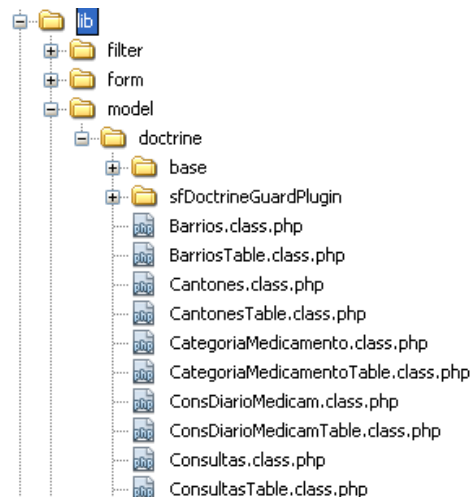 lib
filter
form
model
doctrine
base
sfDoctrineGuardPlugin
Barrios.class.php
BarriosTable.class.php
Cantones.class.php
CantonesTable.class.php
CategoriaMedicamento.class.php
CategoriaMedicamentoTable.class.php
ConsDiarioMedicam.class.php
ConsDiarioMedicamTable.class.php
Consultas.class.php
ConsultasTable.class.php